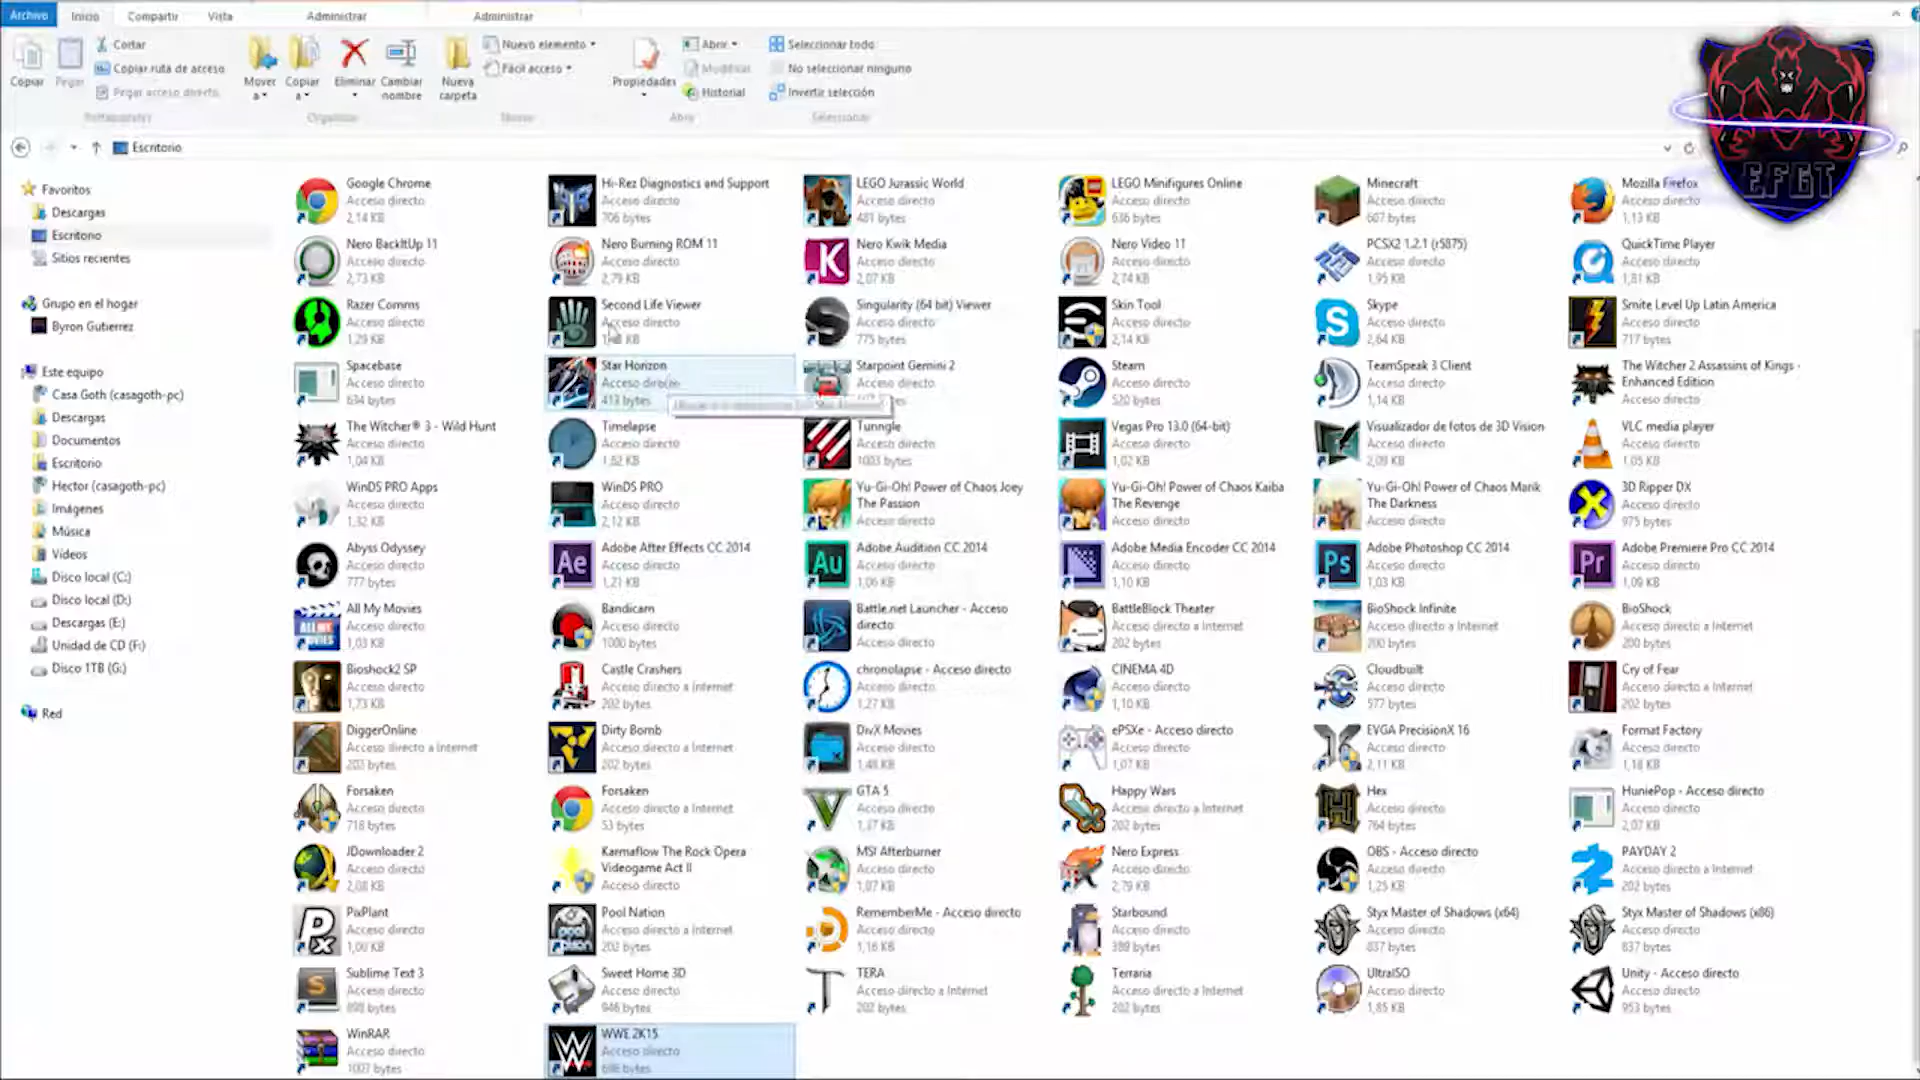 Archivo Inicio Compartir Vista Administrar Administrar
Copiar Pegar
Cortar
Copiar ruta de acceso
Pegar acceso directo
Portapapeles
Mover a
Copiar a
Eliminar
Cambiar nombre
Organizar
Nueva carpeta
Nuevo elemento
Fácil acceso
Nuevo
Propiedades
Abrir
Modificar
Historial
Abrir
Seleccionar todo
No seleccionar ninguno
Invertir selección
Seleccionar
EFGT
Escritorio
Favoritos
Descargas
Escritorio
Sitios recientes
Grupo en el hogar
Byron Gutierrez
Este equipo
Casa Goth (casagoth-pc)
Descargas
Documentos
Escritorio
Hector (casagoth-pc)
Imágenes
Música
Vídeos
Disco local (C:)
Disco local (D:)
Descargas (E:)
Unidad de CD (F:)
Disco 1TB (G:)
Red
Google Chrome
Acceso directo
2,14 KB
Hi-Rez Diagnostics and Support
Acceso directo
706 bytes
LEGO Jurassic World
Acceso directo
481 bytes
LEGO Minifigures Online
Acceso directo
636 bytes
Minecraft
Acceso directo
607 bytes
Mozilla Firefox
Acceso directo
1,13 KB
Nero BackItUp 11
Acceso directo
2,73 KB
Nero Burning ROM 11
Acceso directo
2,79 KB
Nero Kwik Media
Acceso directo
2,07 KB
Nero Video 11
Acceso directo
2,74 KB
PCSX2 1.2.1 (r5875)
Acceso directo
1,95 KB
QuickTime Player
Acceso directo
1,81 KB
Razer Comms
Acceso directo
1,29 KB
Second Life Viewer
Acceso directo
KB
Singularity (64 bit) Viewer
Acceso directo
775 bytes
Skin Tool
Acceso directo
2,14 KB
Skype
Acceso directo
2,64 KB
Smite Level Up Latin America
Acceso directo
717 bytes
Spacebase
Acceso directo
634 bytes
Star Horizon
Acceso directo
413 bytes
Starpoint Gemini 2
Acceso directo
Steam
Acceso directo
520 bytes
TeamSpeak 3 Client
Acceso directo
1,14 KB
The Witcher 2 Assassins of Kings -
Enhanced Edition
Acceso directo
The Witcher® 3 - Wild Hunt
Acceso directo
1,04 KB
Timelapse
Acceso directo
1,62 KB
Tunngle
Acceso directo
1003 bytes
Vegas Pro 13.0 (64-bit)
Acceso directo
1,02 KB
Visualizador de fotos de 3D Vision
Acceso directo
2,09 KB
VLC media player
Acceso directo
1,05 KB
WinDS PRO Apps
Acceso directo
1,32 KB
WinDS PRO
Acceso directo
2,12 KB
Yu-Gi-Oh! Power of Chaos Joey
The Passion
Acceso directo
Yu-Gi-Oh! Power of Chaos Kaiba
The Revenge
Acceso directo
Yu-Gi-Oh! Power of Chaos Marik
The Darkness
Acceso directo
3D Ripper DX
Acceso directo
975 bytes
Abyss Odyssey
Acceso directo
777 bytes
Ae
Adobe After Effects CC 2014
Acceso directo
1,21 KB
Au
Adobe Audition CC 2014
Acceso directo
1,06 KB
Adobe Media Encoder CC 2014
Acceso directo
1,10 KB
Ps
Adobe Photoshop CC 2014
Acceso directo
1,03 KB
Pr
Adobe Premiere Pro CC 2014
Acceso directo
1,09 KB
ALL MY MOVIES
All My Movies
Acceso directo
1,03 KB
Bandicam
Acceso directo
1000 bytes
Battle.net Launcher - Acceso
directo
Acceso directo
BattleBlock Theater
Acceso directo a Internet
202 bytes
BioShock Infinite
Acceso directo a Internet
200 bytes
BioShock
Acceso directo a Internet
200 bytes
Bioshock2 SP
Acceso directo
1,73 KB
Castle Crashers
Acceso directo a Internet
202 bytes
chronolapse - Acceso directo
Acceso directo
1,27 KB
CINEMA 4D
Acceso directo
1,10 KB
Cloudbuilt
Acceso directo
577 bytes
Cry of Fear
Acceso directo a Internet
202 bytes
DiggerOnline
Acceso directo a Internet
203 bytes
Dirty Bomb
Acceso directo a Internet
202 bytes
DivX Movies
Acceso directo
1,48 KB
ePSXe - Acceso directo
Acceso directo
1,07 KB
EVGA PrecisionX 16
Acceso directo
2,11 KB
Format Factory
Acceso directo
1,18 KB
Forsaken
Acceso directo
718 bytes
Forsaken
Acceso directo a Internet
53 bytes
GTA 5
Acceso directo
1,37 KB
Happy Wars
Acceso directo a Internet
202 bytes
Hex
Acceso directo
764 bytes
HuniePop - Acceso directo
Acceso directo
2,07 KB
JDownloader 2
Acceso directo
2,08 KB
Karmaflow The Rock Opera
Videogame Act II
Acceso directo
MSI Afterburner
Acceso directo
1,07 KB
Nero Express
Acceso directo
2,79 KB
OBS - Acceso directo
Acceso directo
1,25 KB
PAYDAY 2
Acceso directo a Internet
202 bytes
Px
PixPlant
Acceso directo
1,00 KB
Pool Nation
Acceso directo a Internet
202 bytes
RememberMe - Acceso directo
Acceso directo
1,16 KB
Starbound
Acceso directo
389 bytes
Styx Master of Shadows (x64)
Acceso directo
837 bytes
Styx Master of Shadows (x86)
Acceso directo
837 bytes
Sublime Text 3
Acceso directo
898 bytes
Sweet Home 3D
Acceso directo
946 bytes
TERA
Acceso directo a Internet
202 bytes
Terraria
Acceso directo a Internet
202 bytes
UltraISO
Acceso directo
1,85 KB
Unity - Acceso directo
Acceso directo
953 bytes
WinRAR
Acceso directo
1007 bytes
WWE 2K15
Acceso directo
698 bytes